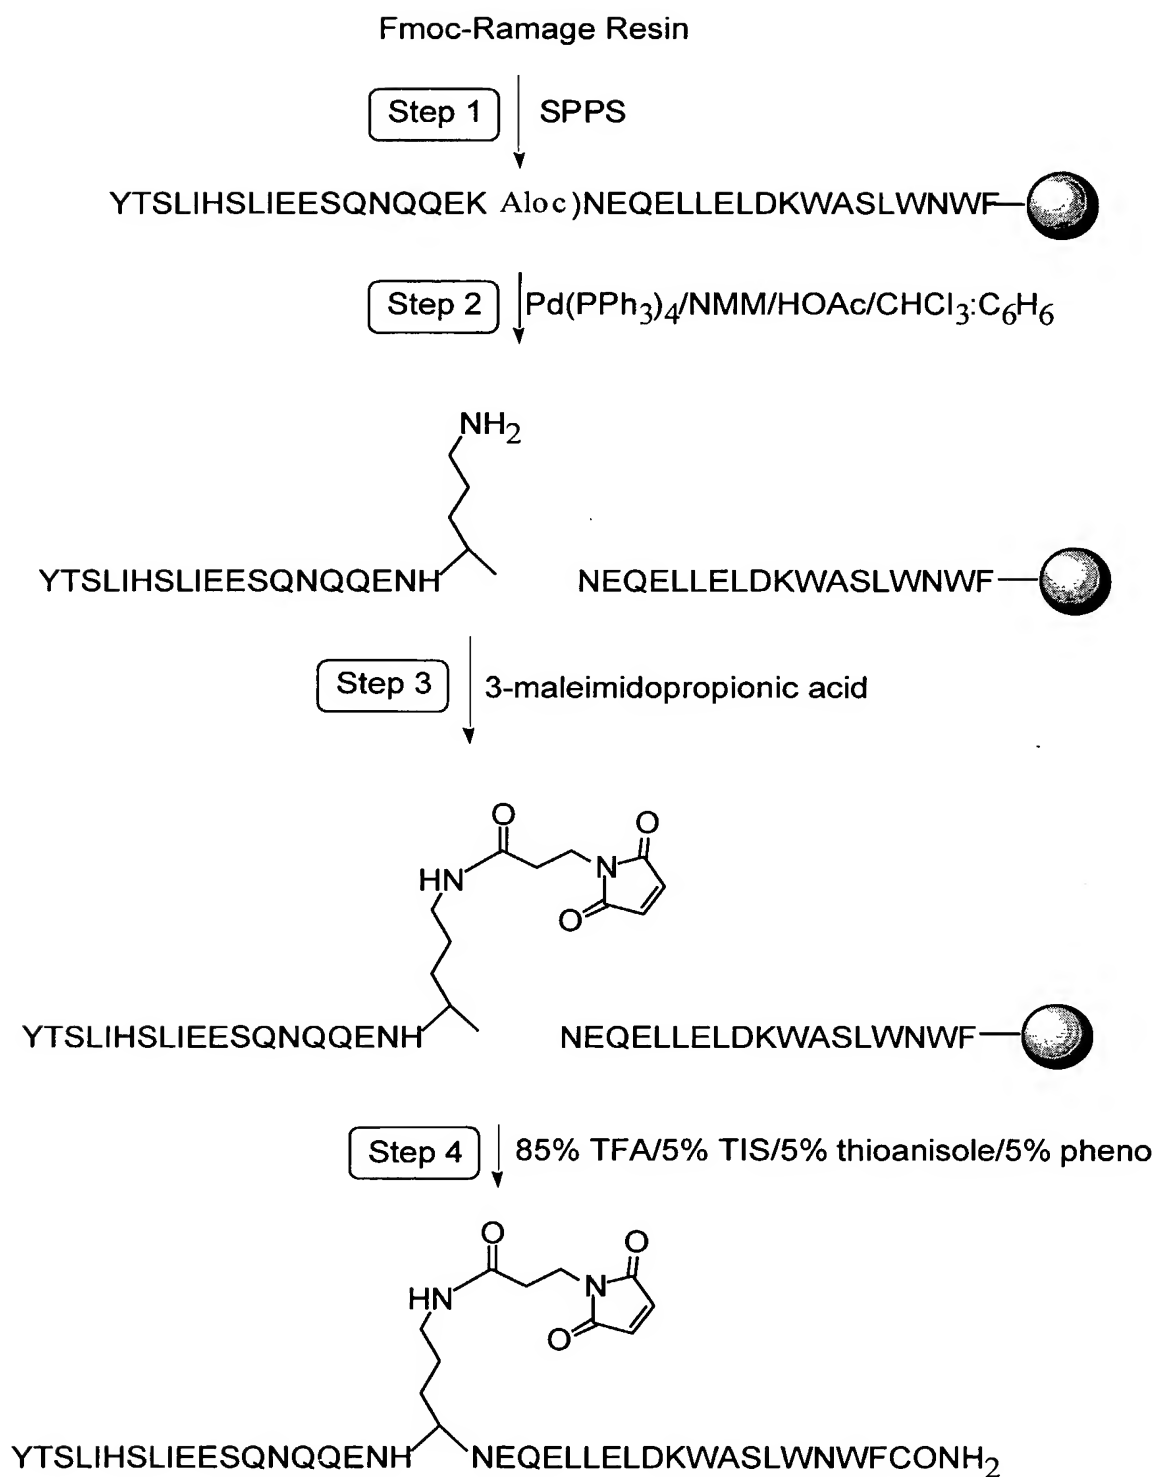 Fmoc-Ramage Resin
Step 1 SPPS
YTSLIHSLIEESQNQQEK Aloc)NEQELLELDKWASLWNWF
Step 2 Pd(PPh3)4/NMM/HOAc/CHCl3:C6H6
NH2
YTSLIHSLIEESQNQQENH NEQELLELDKWASLWNWF
Step 3 3-maleimidopropionic acid
O O
HN N
O
YTSLIHSLIEESQNQQENH NEQELLELDKWASLWNWF
Step 4 85% TFA/5% TIS/5% thioanisole/5% pheno
O O
HN N
O
YTSLIHSLIEESQNQQENH NEQELLELDKWASLWNWFCONH2